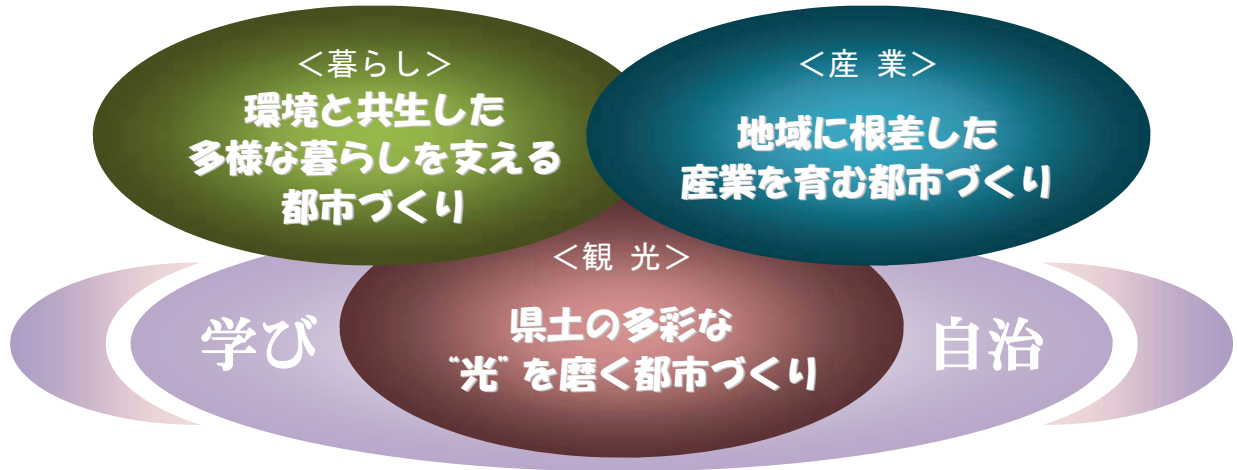 ＜暮らし＞
環境と共生した
多様な暮らしを支える
都市づくり
＜産 業＞
地域に根差した
産業を育む都市づくり
＜観 光＞
県土の多彩な
“光”を磨く都市づくり
学び
自治